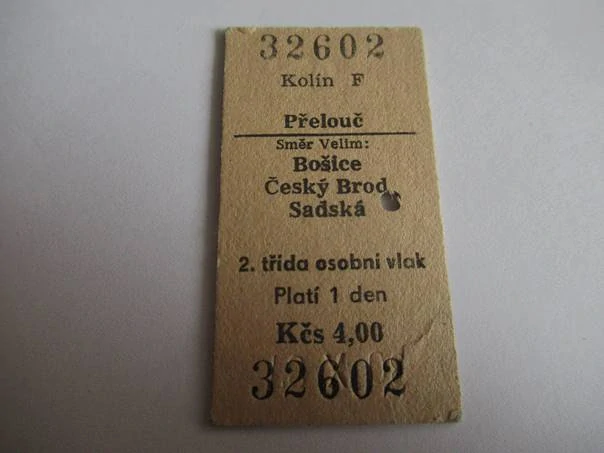 32602
Kolín F
Přelouč
Směr Velim:
Bošice
Český Brod
Sadská
2. třída osobní vlak
Platí 1 den
Kčs 4,00
32602